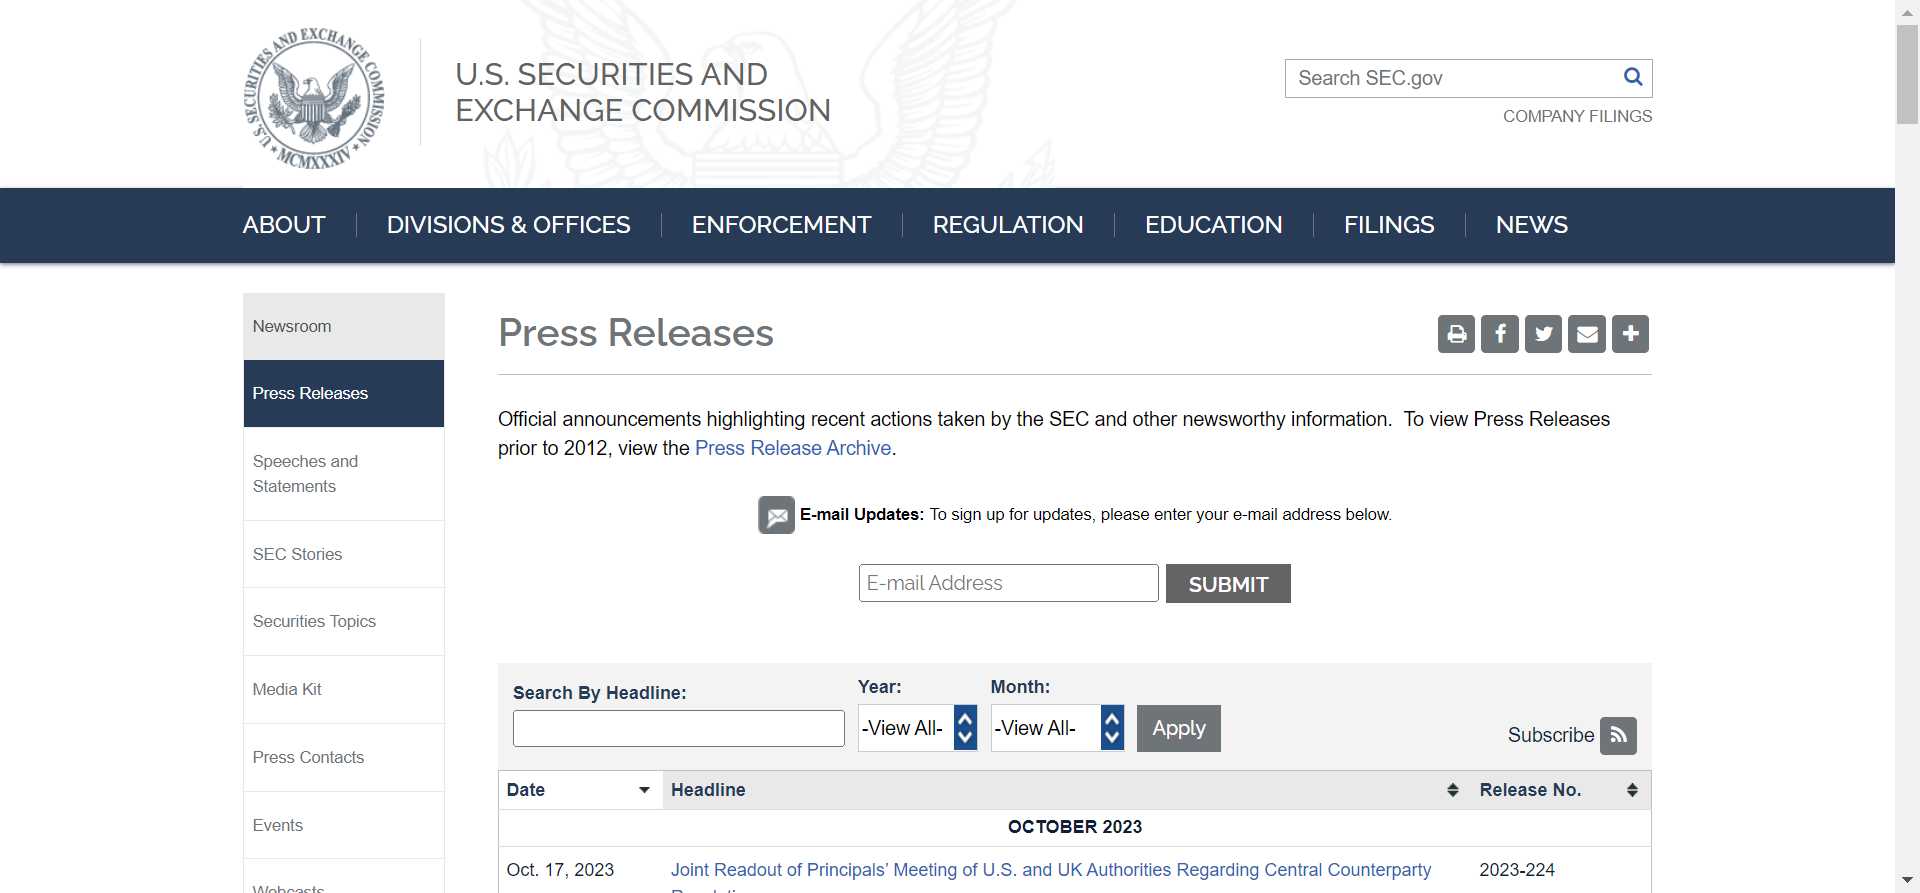 U.S. SECURITIES AND EXCHANGE COMMISSION
MCMXXXIV
U.S. SECURITIES AND
EXCHANGE COMMISSION
Search SEC.gov
COMPANY FILINGS
ABOUT
DIVISIONS & OFFICES
ENFORCEMENT
REGULATION
EDUCATION
FILINGS
NEWS
Newsroom
Press Releases
Speeches and
Statements
SEC Stories
Securities Topics
Media Kit
Press Contacts
Events
Webcasts
Press Releases
Official announcements highlighting recent actions taken by the SEC and other newsworthy information. To view Press Releases
prior to 2012, view the Press Release Archive.
E-mail Updates: To sign up for updates, please enter your e-mail address below.
E-mail Address
SUBMIT
Search By Headline:
Year:
Month:
-View All-
-View All-
Apply
Subscribe
Date
Headline
Release No.
OCTOBER 2023
Oct. 17, 2023
Joint Readout of Principals' Meeting of U.S. and UK Authorities Regarding Central Counterparty
2023-224